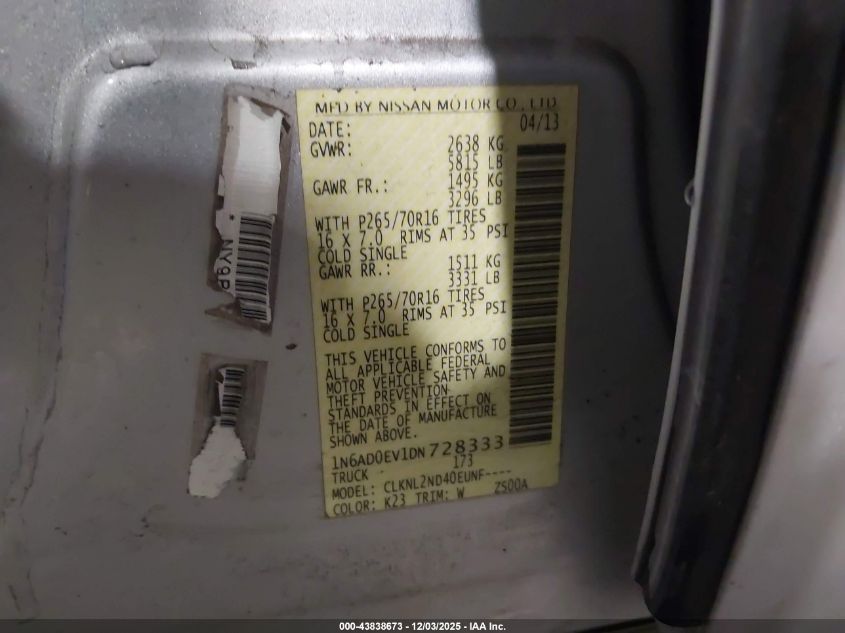 MFD BY NISSAN MOTOR CO., LTD.
DATE: 04/13
GVWR: 2638 KG
5815 LB
GAWR FR.: 1495 KG
3296 LB
WITH P265/70R16 TIRES
16 X 7.0 RIMS AT 35 PSI
COLD SINGLE
GAWR RR.: 1511 KG
3331 LB
WITH P265/70R16 TIRES
16 X 7.0 RIMS AT 35 PSI
COLD SINGLE
THIS VEHICLE CONFORMS TO
ALL APPLICABLE FEDERAL
MOTOR VEHICLE SAFETY AND
THEFT PREVENTION
STANDARDS IN EFFECT ON
THE DATE OF MANUFACTURE
SHOWN ABOVE.
1N6AD0EV1DN728333
TRUCK 173
MODEL: CLKNL2ND40EUNF----
COLOR: K23 TRIM: W ZS00A
000-43838673 - 12/03/2025 - IAA Inc.